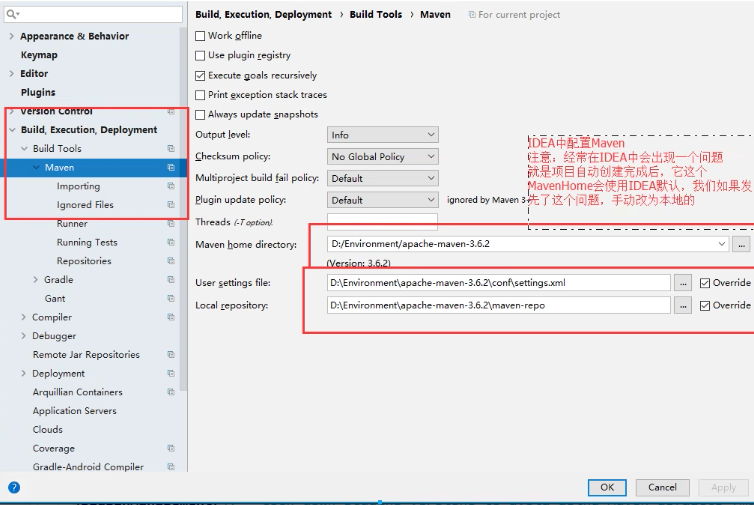 Build, Execution, Deployment › Build Tools › Maven For current project
Appearance & Behavior
Keymap
Editor
Plugins
Version Control
Build, Execution, Deployment
Build Tools
Maven
Importing
Ignored Files
Runner
Running Tests
Repositories
Gradle
Gant
Compiler
Debugger
Remote Jar Repositories
Deployment
Arquillian Containers
Application Servers
Clouds
Coverage
Gradle-Android Compiler
Work offline
Use plugin registry
Execute goals recursively
Print exception stack traces
Always update snapshots
Output level: Info
Checksum policy: No Global Policy
Multiproject build fail policy: Default
Plugin update policy: Default ignored by Maven 3
Threads (-T option):
Maven home directory: D:/Environment/apache-maven-3.6.2 ...
(Version: 3.6.2)
User settings file: D:\Environment\apache-maven-3.6.2\conf\settings.xml ... Override
Local repository: D:\Environment\apache-maven-3.6.2\maven-repo ... Override
IDEA中配置Maven
注意，经常在IDEA中会出现一个问题
就是项目自动创建完成后，它这个
MavenHome会使用IDEA默认，我们如果发
先了这个问题，手动改为本地的
? OK Cancel Apply